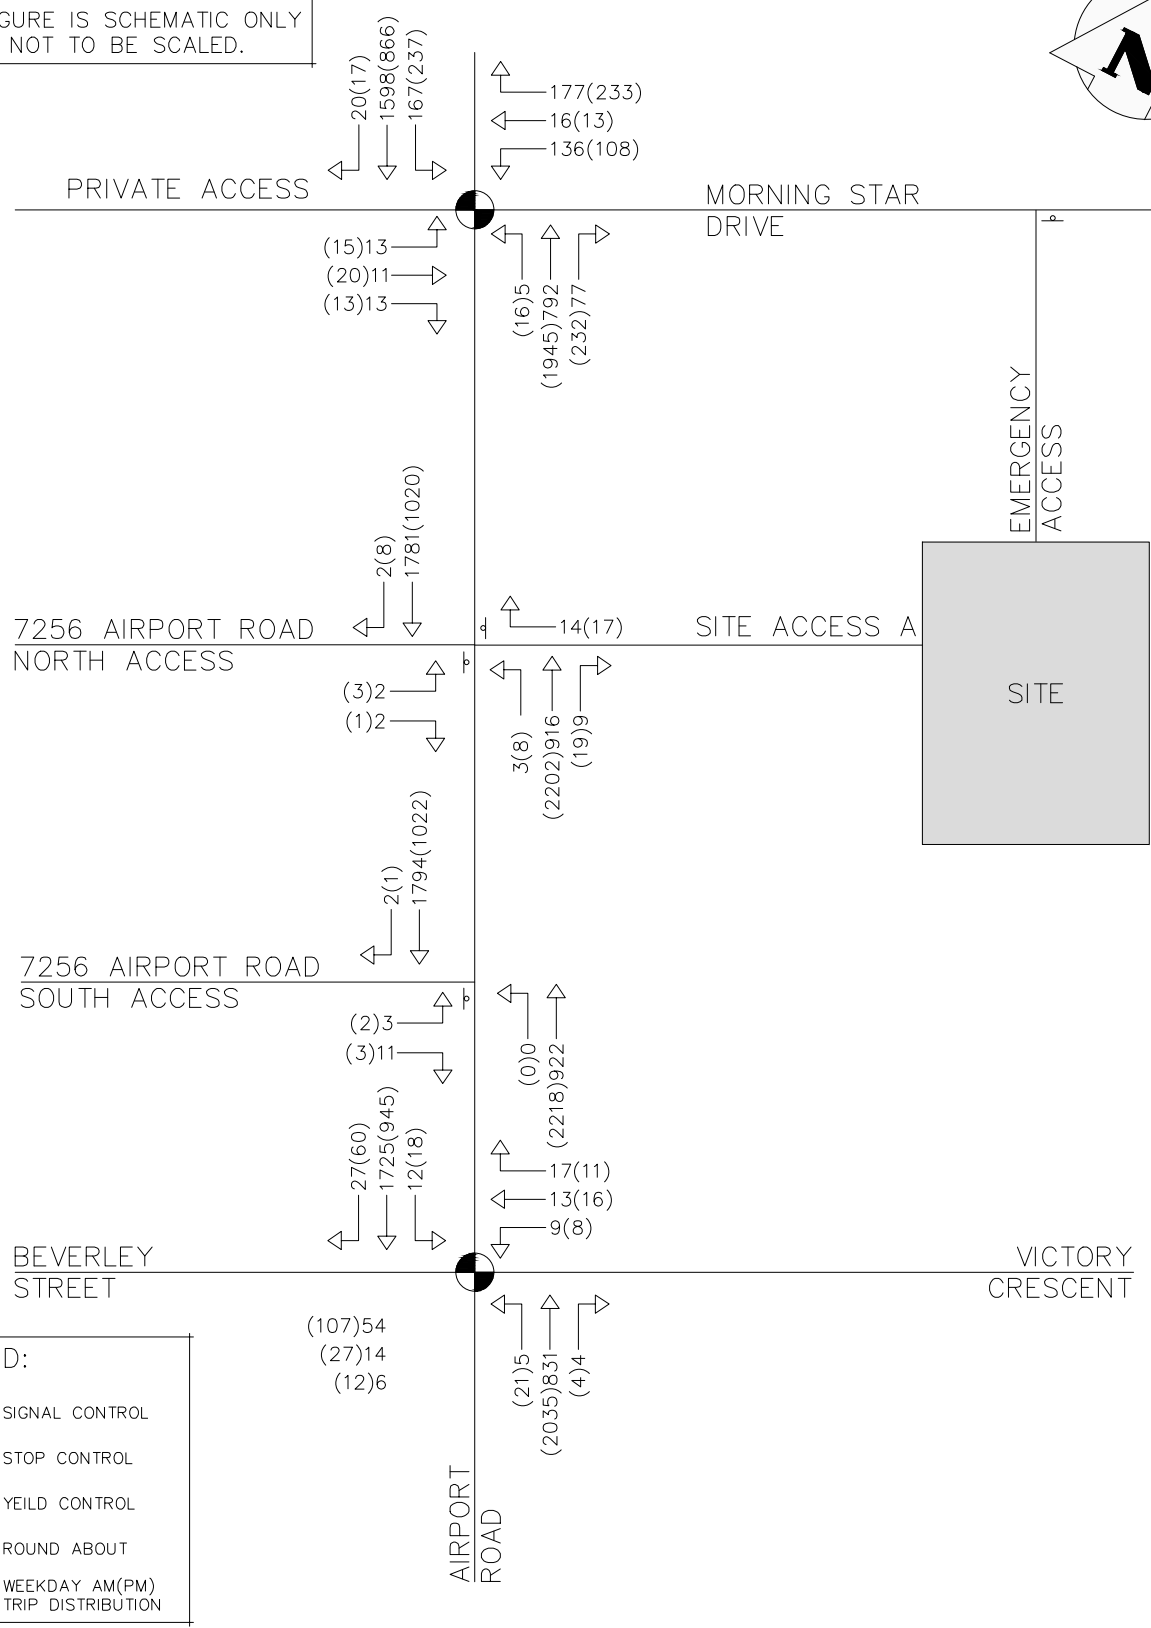 GURE IS SCHEMATIC ONLY
NOT TO BE SCALED.
N
20(17)
1598(866)
167(237)
177(233)
16(13)
136(108)
PRIVATE ACCESS
MORNING STAR
DRIVE
(15)13
(20)11
(13)13
(16)5
(1945)792
(232)77
EMERGENCY
ACCESS
2(8)
1781(1020)
14(17)
7256 AIRPORT ROAD
NORTH ACCESS
SITE ACCESS A
SITE
(3)2
(1)2
3(8)
(2202)916
(19)9
2(1)
1794(1022)
7256 AIRPORT ROAD
SOUTH ACCESS
(2)3
(3)11
(0)0
(2218)922
27(60)
1725(945)
12(18)
17(11)
13(16)
9(8)
BEVERLEY
STREET
VICTORY
CRESCENT
(107)54
(27)14
(12)6
(21)5
(2035)831
(4)4
AIRPORT
ROAD
D:
SIGNAL CONTROL
STOP CONTROL
YEILD CONTROL
ROUND ABOUT
WEEKDAY AM(PM)
TRIP DISTRIBUTION